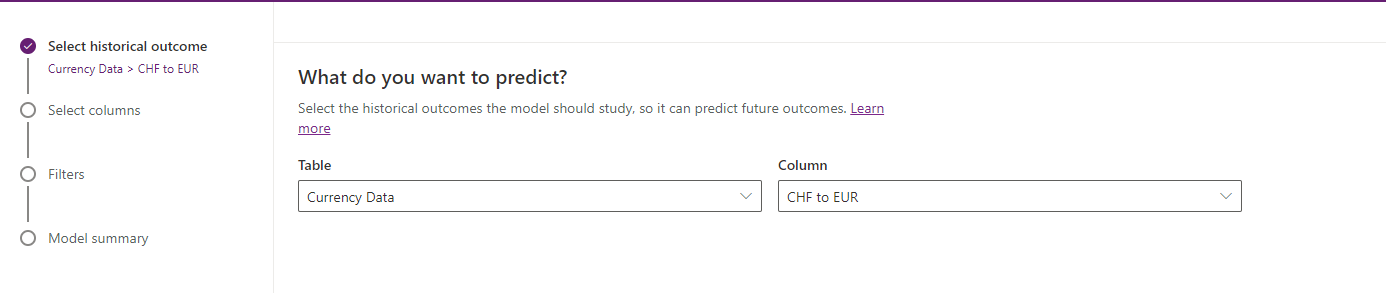 Select historical outcome
Currency Data > CHF to EUR
Select columns
Filters
Model summary
What do you want to predict?
Select the historical outcomes the model should study, so it can predict future outcomes. Learn
more
Table
Column
Currency Data
CHF to EUR